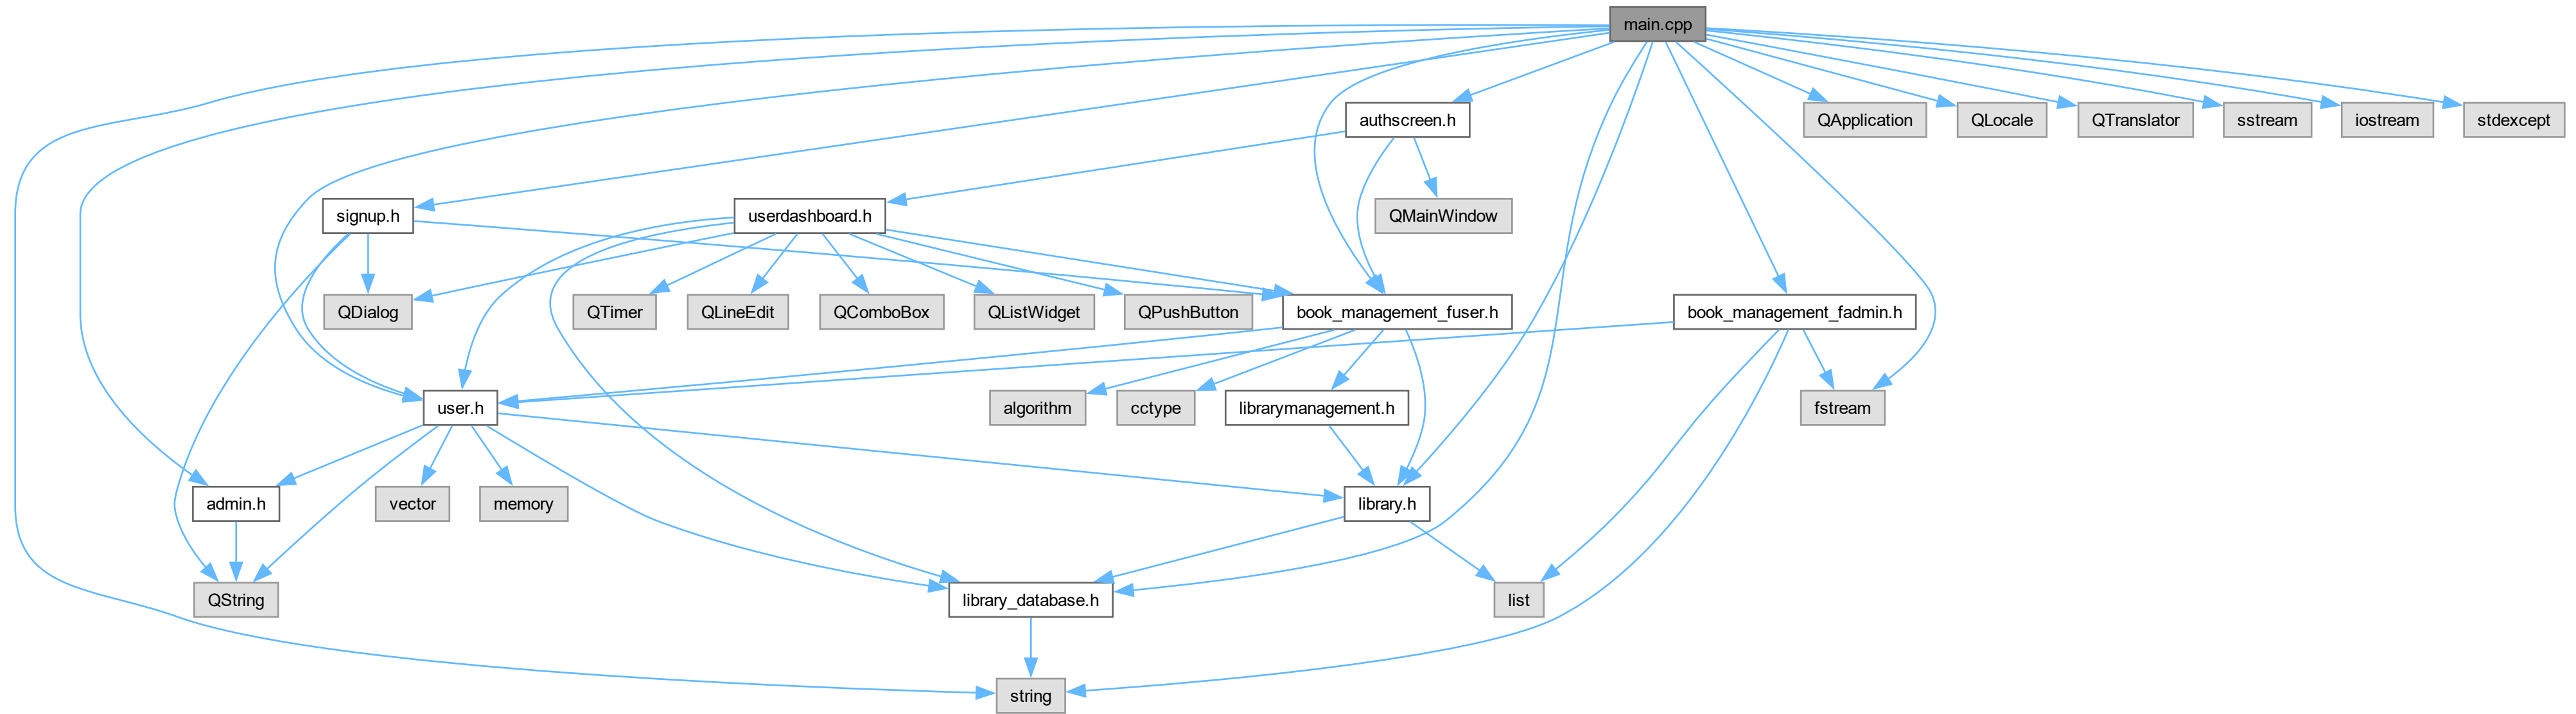 main.cpp
authscreen.h
QApplication
QLocale
QTranslator
sstream
iostream
stdexcept
signup.h
userdashboard.h
QMainWindow
QDialog
QTimer
QLineEdit
QComboBox
QListWidget
QPushButton
book_management_fuser.h
book_management_fadmin.h
user.h
algorithm
cctype
librarymanagement.h
fstream
admin.h
vector
memory
library.h
QString
library_database.h
list
string